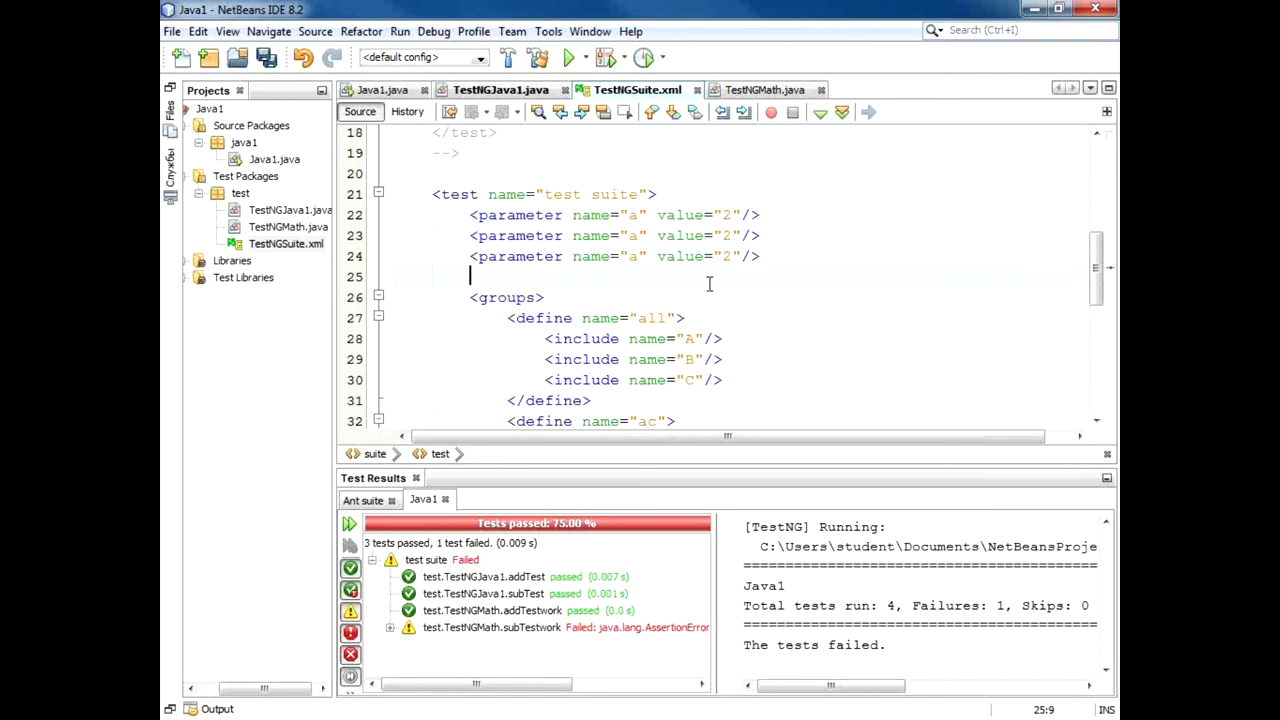 Java1 - NetBeans IDE 8.2
File Edit View Navigate Source Refactor Run Debug Profile Team Tools Window Help
Search (Ctrl+I)
<default config>
Projects
Java1.java TestNGJava1.java TestNGSuite.xml TestNGMath.java
Files
Службы
Source History
Java1
Source Packages
java1
Java1.java
Test Packages
test
TestNGJava1.java
TestNGMath.java
TestNGSuite.xml
Libraries
Test Libraries
18 </test>
19 -->
20
21 <test name="test suite">
22 <parameter name="a" value="2"/>
23 <parameter name="a" value="2"/>
24 <parameter name="a" value="2"/>
25
26 <groups>
27 <define name="all">
28 <include name="A"/>
29 <include name="B"/>
30 <include name="C"/>
31 </define>
32 <define name="ac">
suite test
Test Results
Ant suite Java1
Tests passed: 75.00 %
3 tests passed, 1 test failed. (0.009 s)
test suite Failed
test.TestNGJava1.addTest passed (0.007 s)
test.TestNGJava1.subTest passed (0.001 s)
test.TestNGMath.addTestwork passed (0.0 s)
test.TestNGMath.subTestwork Failed: java.lang.AssertionError
[TestNG] Running:
C:\Users\student\Documents\NetBeansProje
===========================================
Java1
Total tests run: 4, Failures: 1, Skips: 0
===========================================
The tests failed.
Output
25:9 INS